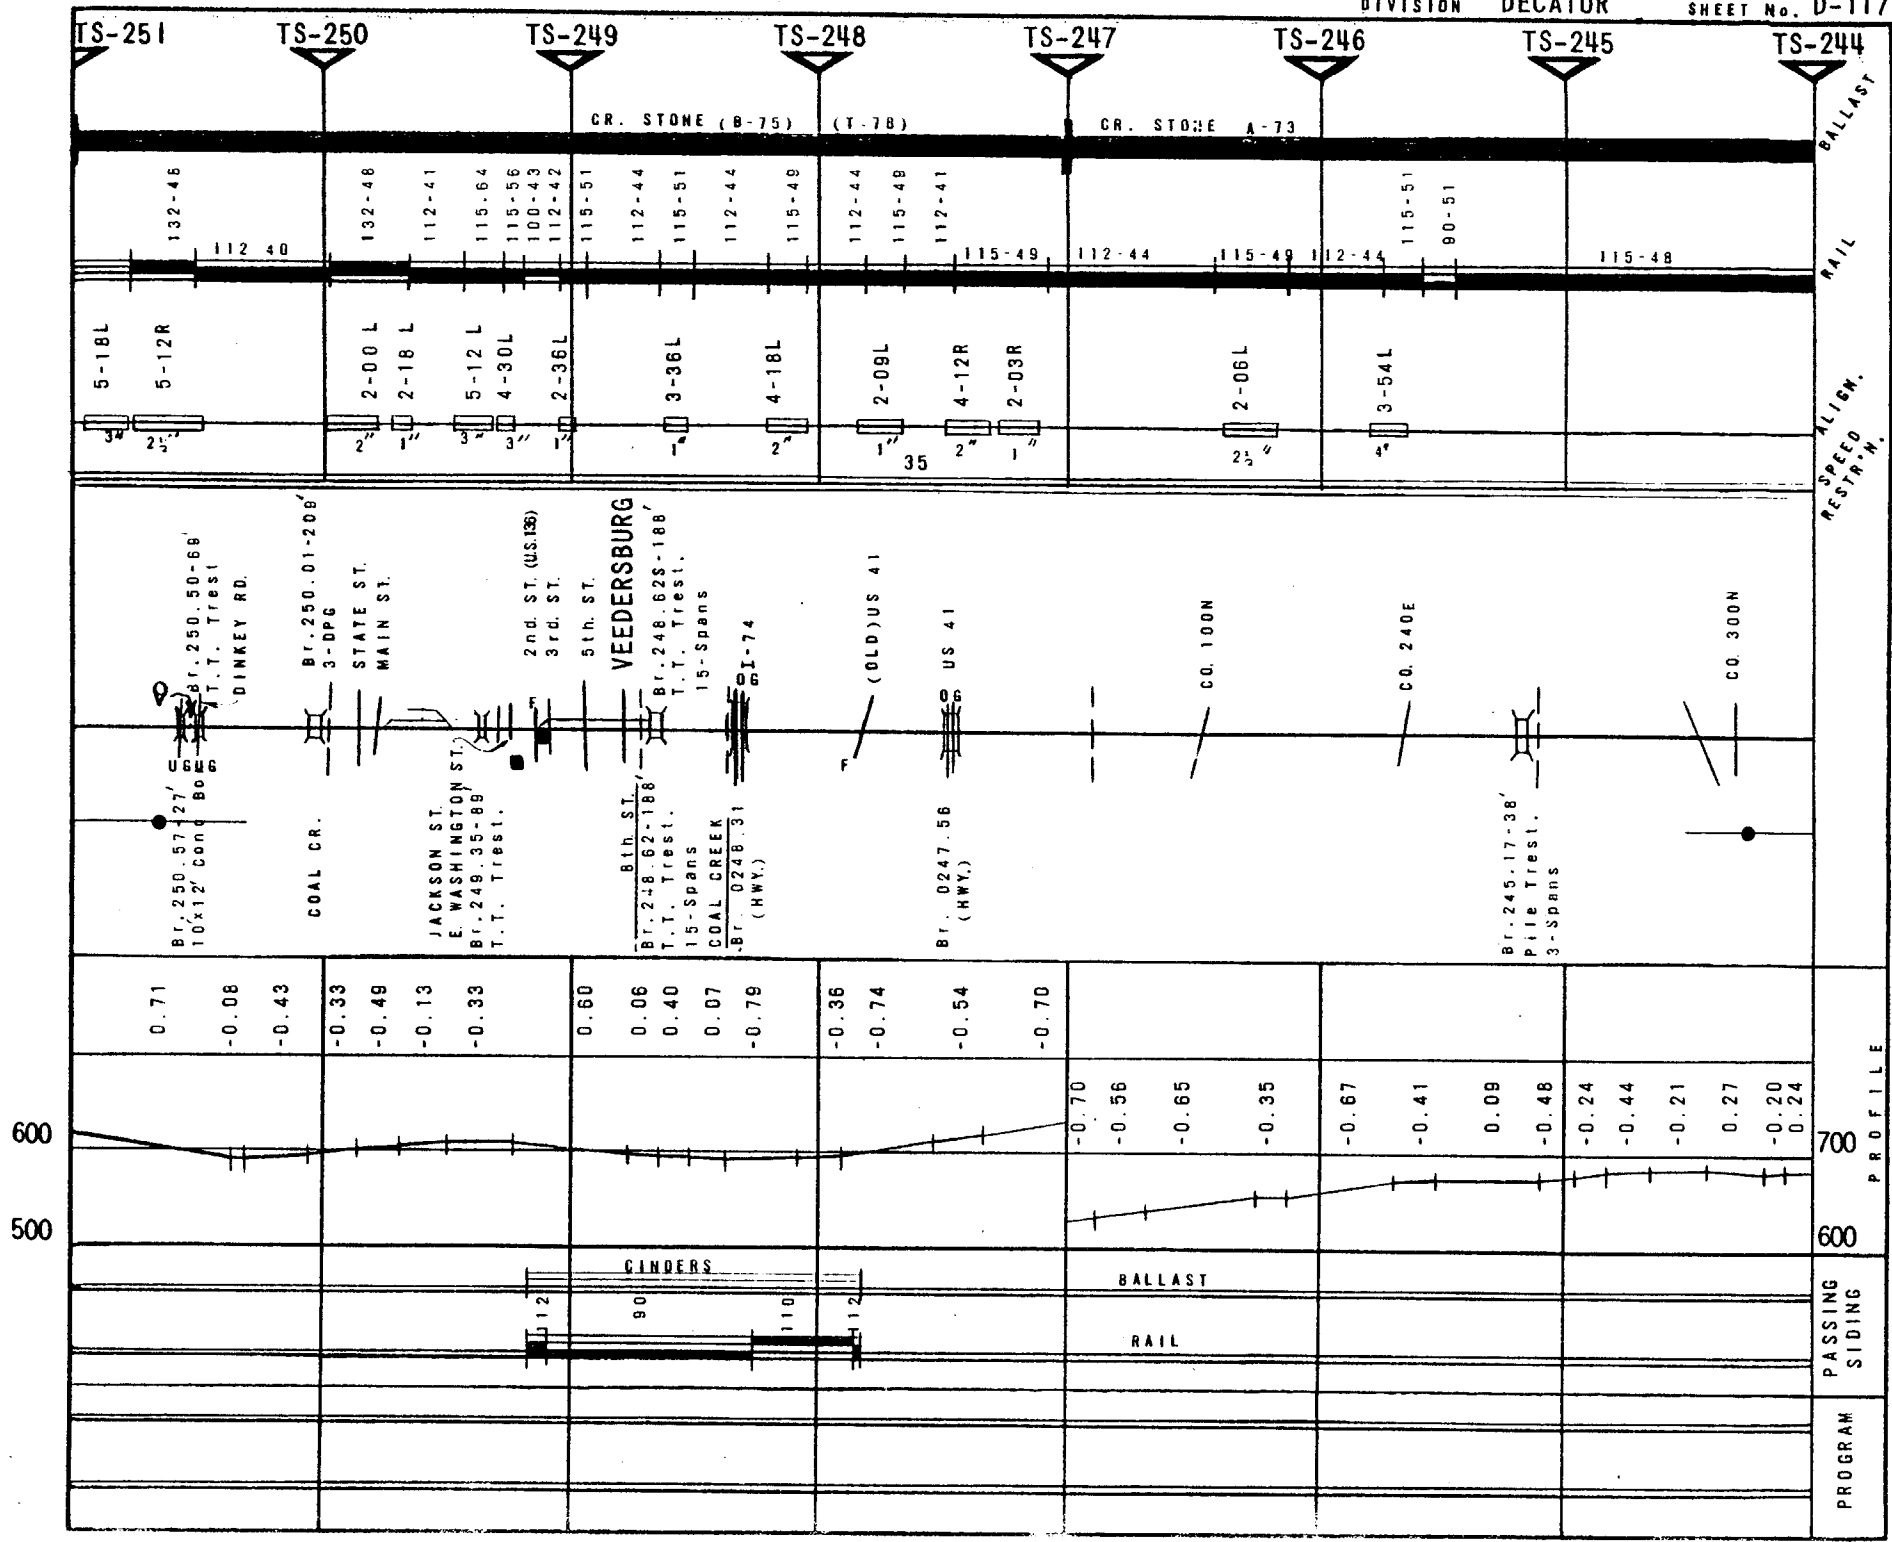 DIVISION DECATUR SHEET No. D-117
TS-251 TS-250 TS-249 TS-248 TS-247 TS-246 TS-245 TS-244
CR. STONE (B-75) (T-78) CR. STONE A-73
BALLAST
132-46 112 40 132-48 112-41 115.64 115-56 100-43 112-42 115-51 112-44 115-51 112-44 115-49 112-44 115-49 112-41 115-49 112-44 115-49 112-44 115-51 90-51 115-48
RAIL
5-18L 5-12R 2-00 L 2-18 L 5-12 L 4-30L 2-36L 3-36L 4-18L 2-09L 4-12R 2-03R 2-06L 3-54L
3" 2½" 2" 1" 3" 3" 1" 1" 2" 1" 2" 1" 2½" 4"
ALIGN.
35
SPEED
RESTR'N.
Br.250.50-69'
T.T. Trest
DINKEY RD.
Br.250.01-209'
3-DPG
STATE ST.
MAIN ST.
2nd. ST. (U.S.136)
3rd. ST.
5th. ST.
VEEDERSBURG
Br.248.62S-188'
T.T. Trest.
15-Spans
I-74
OG
(OLD) US 41
US 41
OG
CO. 100N
CO. 240E
CO. 300N
F
F
UG UG
Br.250.57-27'
10'x12' Conc Box
COAL CR.
JACKSON ST.
E. WASHINGTON ST.
Br.249.35-89'
T.T. Trest.
8th ST.
Br.248.62-188'
T.T. Trest.
15-Spans
COAL CREEK
Br. 0248.31
(HWY.)
Br. 0247.56
(HWY.)
Br.245.17-38'
Pile Trest.
3-Spans
0.71 -0.08 -0.43 -0.33 -0.49 -0.13 -0.33 0.60 0.06 0.40 0.07 -0.79 -0.36 -0.74 -0.54 -0.70
-0.70 -0.56 -0.65 -0.35 -0.67 -0.41 0.09 -0.48 -0.24 -0.44 -0.21 0.27 -0.20 0.24
600 700
500 600
PROFILE
CINDERS BALLAST
112 90 110 112 RAIL
PASSING
SIDING
PROGRAM